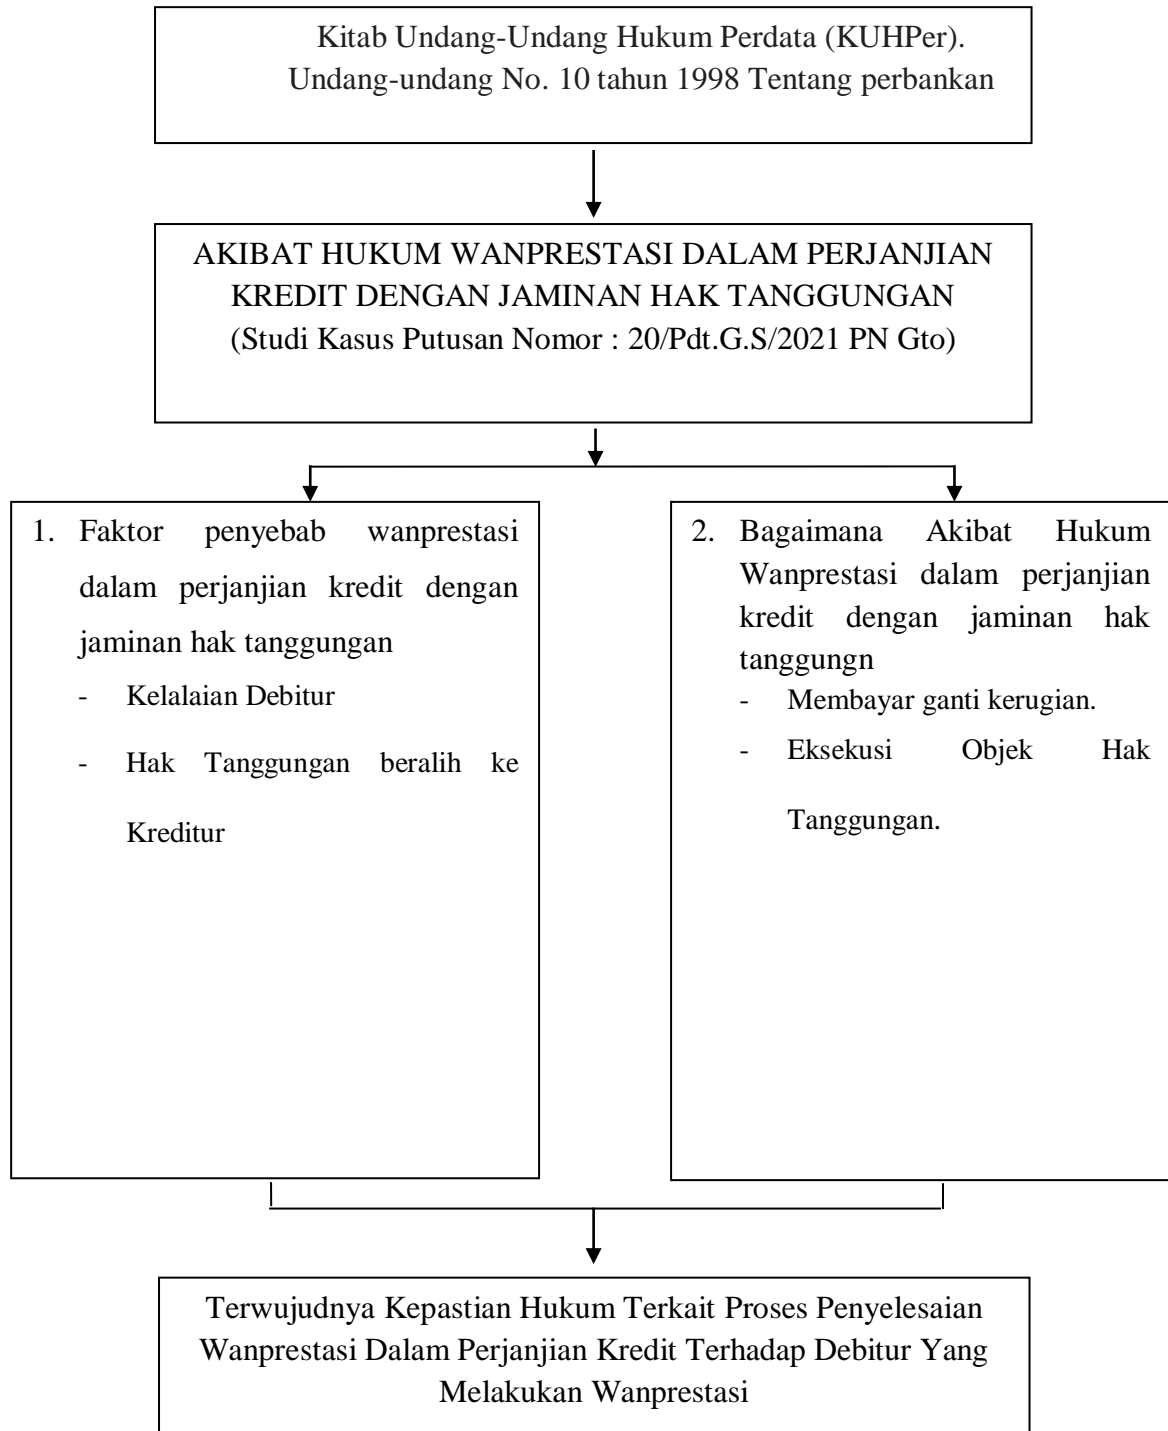 Kitab Undang-Undang Hukum Perdata (KUHPer).
Undang-undang No. 10 tahun 1998 Tentang perbankan
AKIBAT HUKUM WANPRESTASI DALAM PERJANJIAN
KREDIT DENGAN JAMINAN HAK TANGGUNGAN
(Studi Kasus Putusan Nomor : 20/Pdt.G.S/2021 PN Gto)
1. Faktor penyebab wanprestasi
dalam perjanjian kredit dengan
jaminan hak tanggungan
- Kelalaian Debitur
- Hak Tanggungan beralih ke
Kreditur
2. Bagaimana Akibat Hukum
Wanprestasi dalam perjanjian
kredit dengan jaminan hak
tanggungn
- Membayar ganti kerugian.
- Eksekusi Objek Hak
Tanggungan.
Terwujudnya Kepastian Hukum Terkait Proses Penyelesaian
Wanprestasi Dalam Perjanjian Kredit Terhadap Debitur Yang
Melakukan Wanprestasi